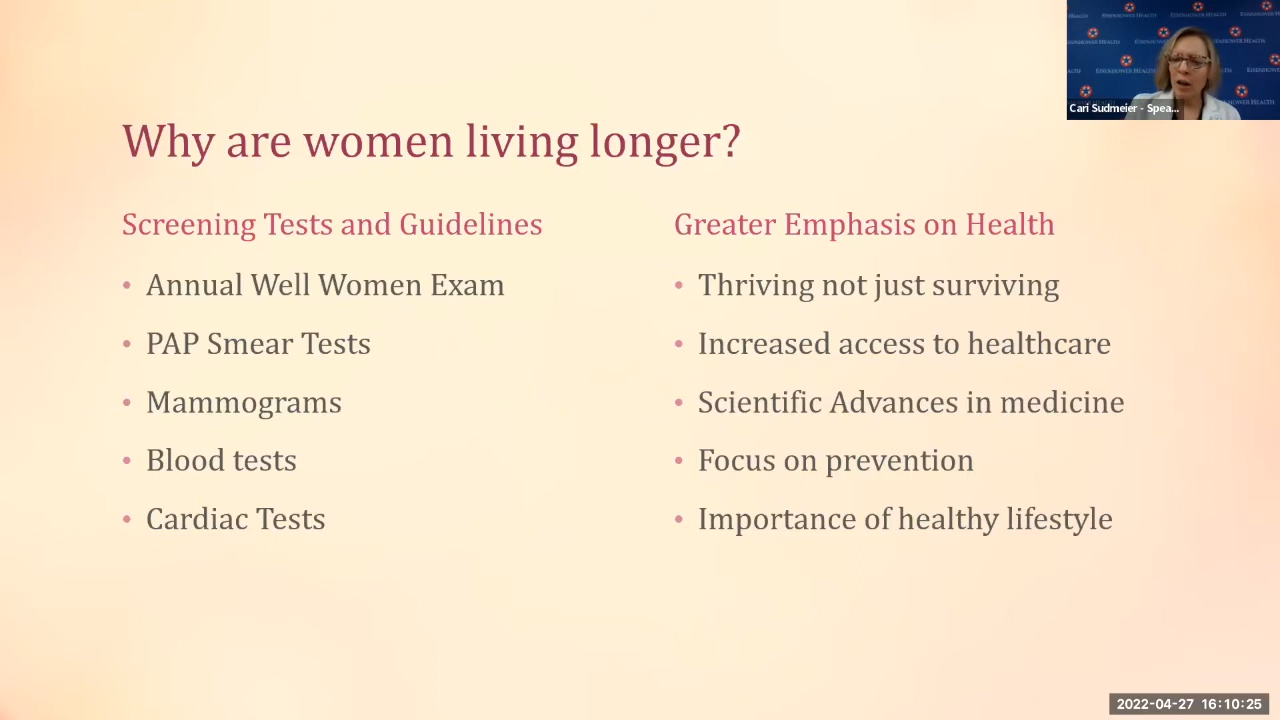 Why are women living longer?
Screening Tests and Guidelines
• Annual Well Women Exam
• PAP Smear Tests
• Mammograms
• Blood tests
• Cardiac Tests
Greater Emphasis on Health
• Thriving not just surviving
• Increased access to healthcare
• Scientific Advances in medicine
• Focus on prevention
• Importance of healthy lifestyle
EISENHOWER HEALTH
Cari Sudmeier - Spea...
2022-04-27 16:10:25